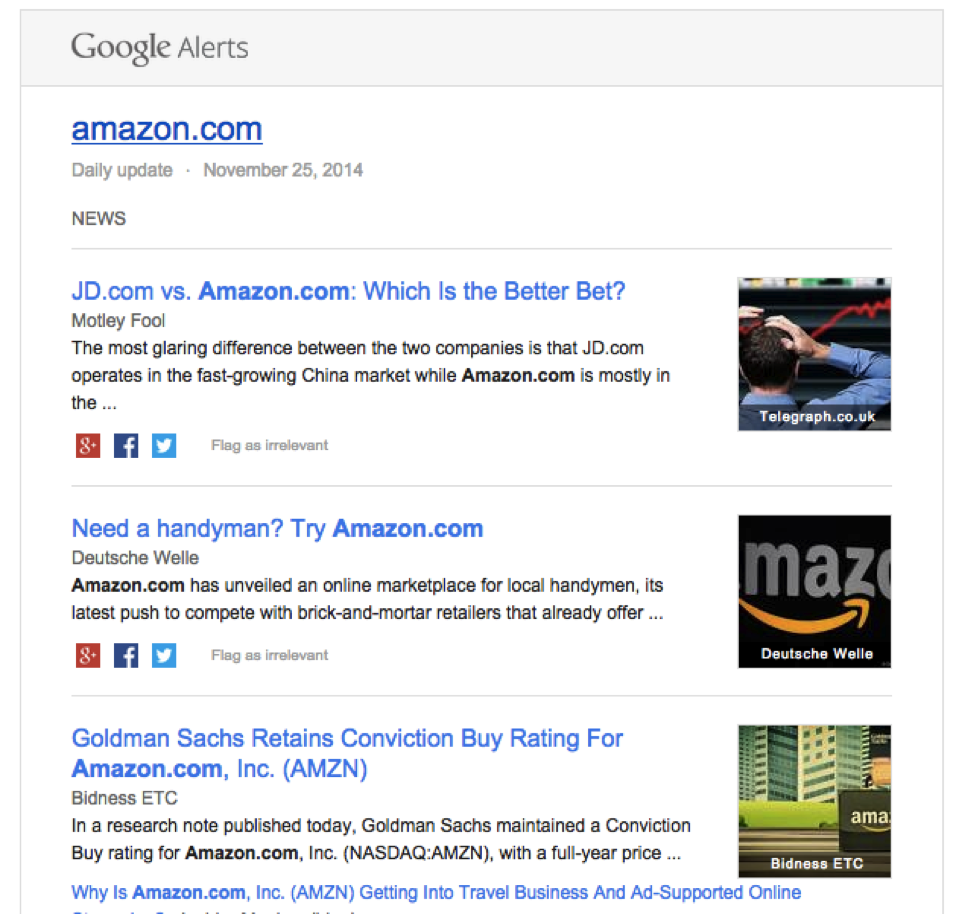 Google Alerts
amazon.com
Daily update · November 25, 2014
NEWS
JD.com vs. Amazon.com: Which Is the Better Bet?
Motley Fool
The most glaring difference between the two companies is that JD.com
operates in the fast-growing China market while Amazon.com is mostly in
the ...
Telegraph.co.uk
8+ f
Flag as irrelevant
Need a handyman? Try Amazon.com
Deutsche Welle
Amazon.com has unveiled an online marketplace for local handymen, its
latest push to compete with brick-and-mortar retailers that already offer ...
mazo
Deutsche Welle
8+ f
Flag as irrelevant
Goldman Sachs Retains Conviction Buy Rating For
Amazon.com, Inc. (AMZN)
Bidness ETC
In a research note published today, Goldman Sachs maintained a Conviction
Buy rating for Amazon.com, Inc. (NASDAQ:AMZN), with a full-year price ...
ama
Bidness ETC
Why Is Amazon.com, Inc. (AMZN) Getting Into Travel Business And Ad-Supported Online